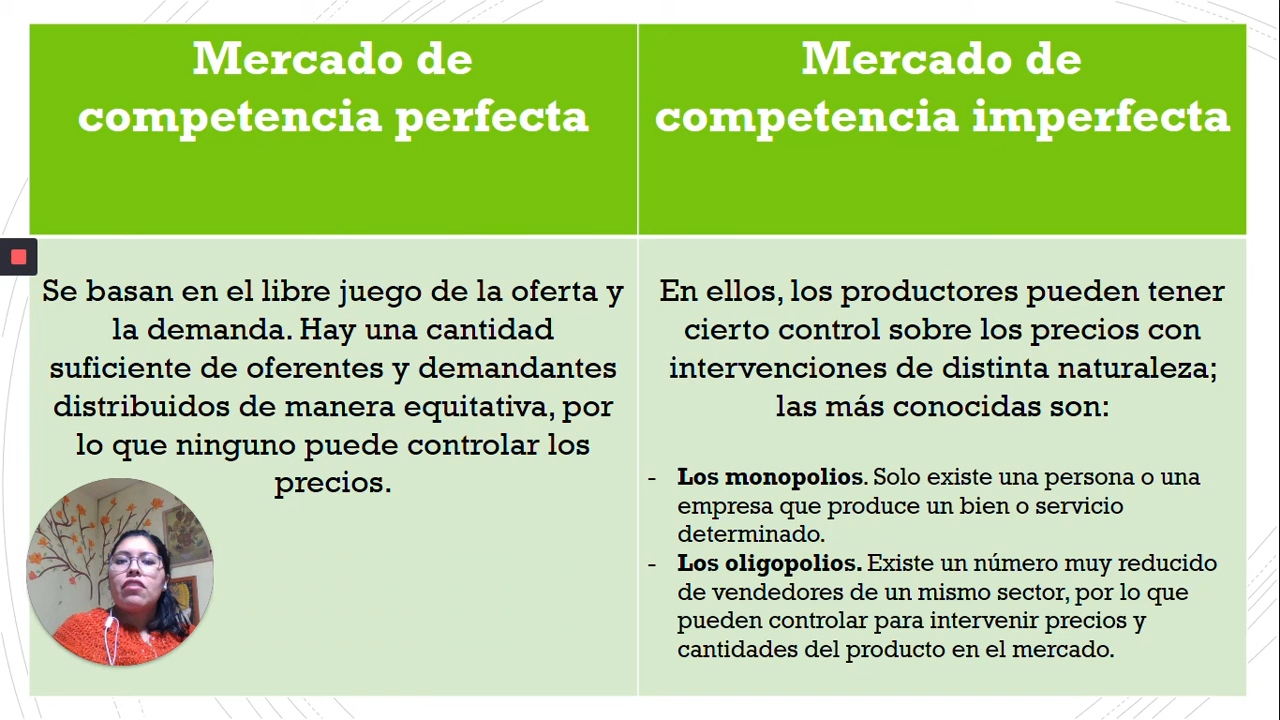 Mercado de
competencia perfecta
Mercado de
competencia imperfecta
Se basan en el libre juego de la oferta y
la demanda. Hay una cantidad
suficiente de oferentes y demandantes
distribuidos de manera equitativa, por
lo que ninguno puede controlar los
precios.
En ellos, los productores pueden tener
cierto control sobre los precios con
intervenciones de distinta naturaleza;
las más conocidas son:
- Los monopolios. Solo existe una persona o una
empresa que produce un bien o servicio
determinado.
- Los oligopolios. Existe un número muy reducido
de vendedores de un mismo sector, por lo que
pueden controlar para intervenir precios y
cantidades del producto en el mercado.